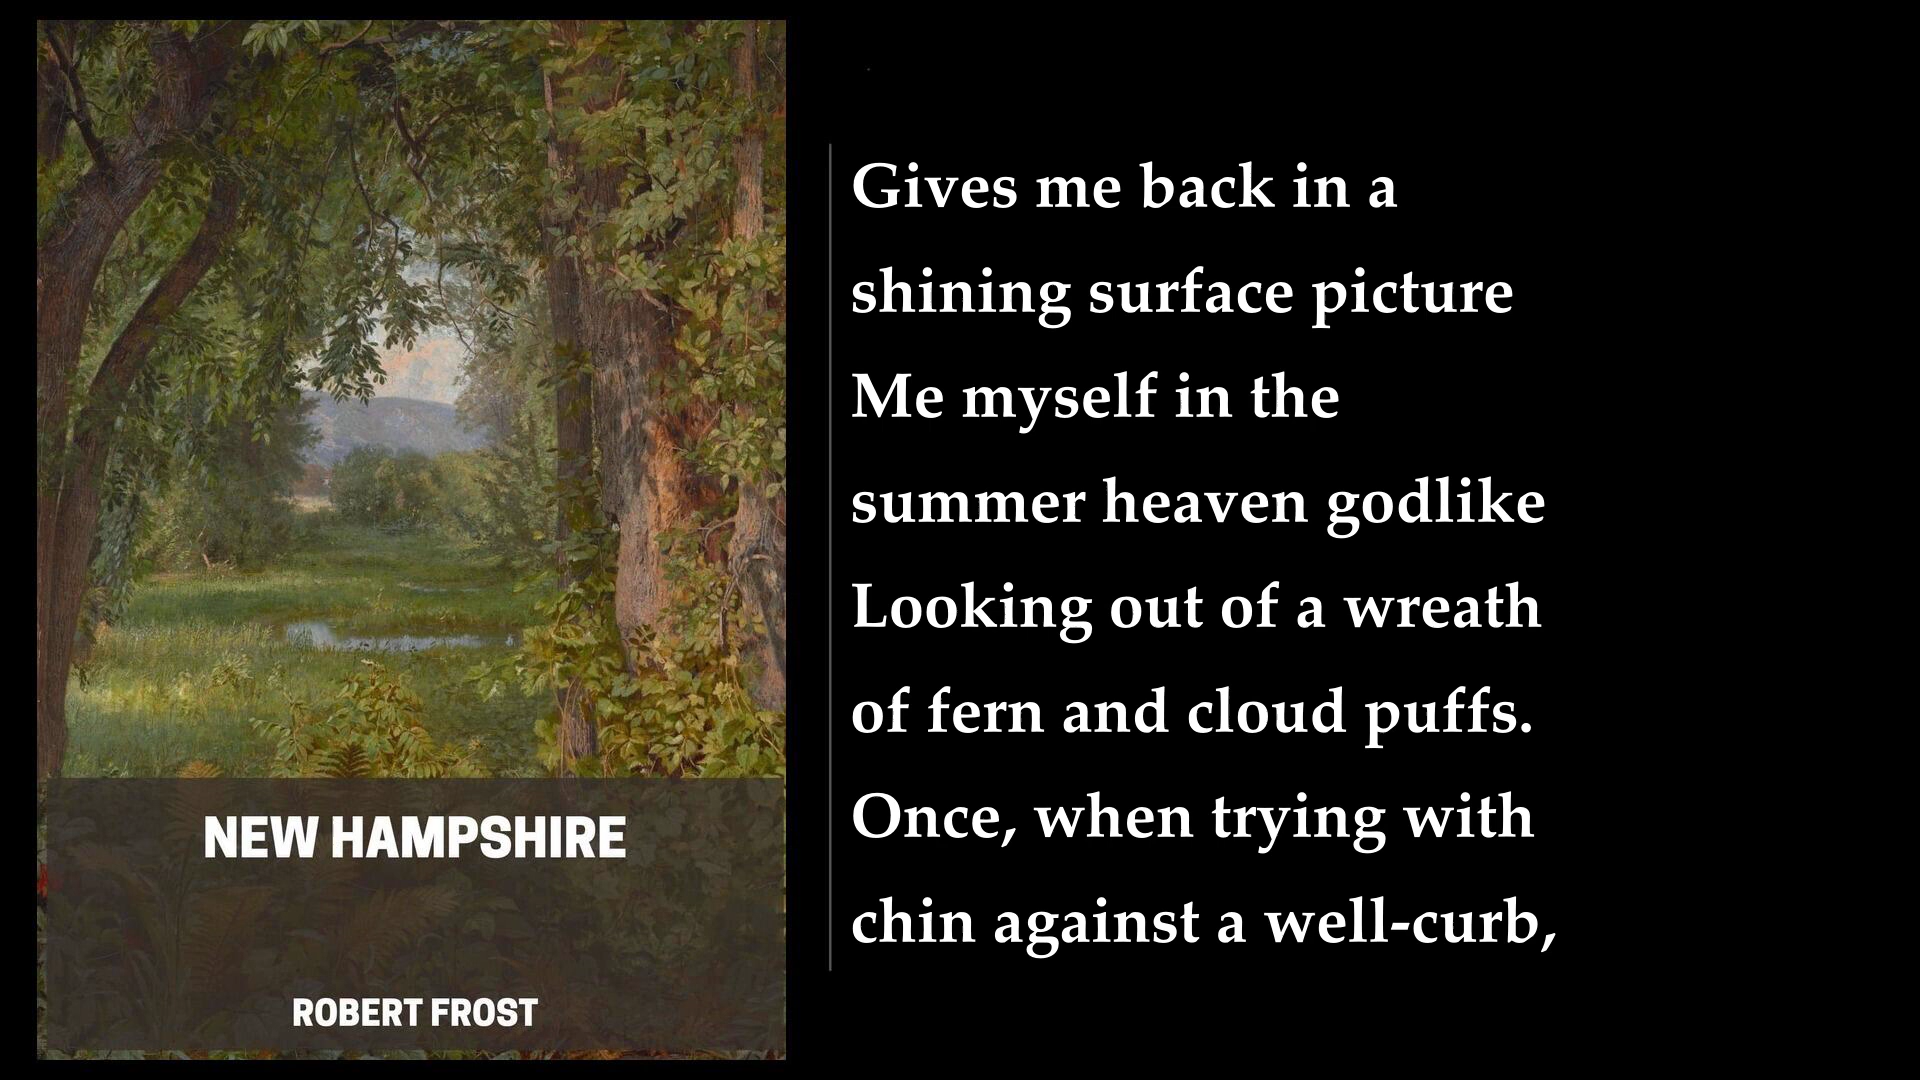 NEW HAMPSHIRE
ROBERT FROST
Gives me back in a
shining surface picture
Me myself in the
summer heaven godlike
Looking out of a wreath
of fern and cloud puffs.
Once, when trying with
chin against a well-curb,